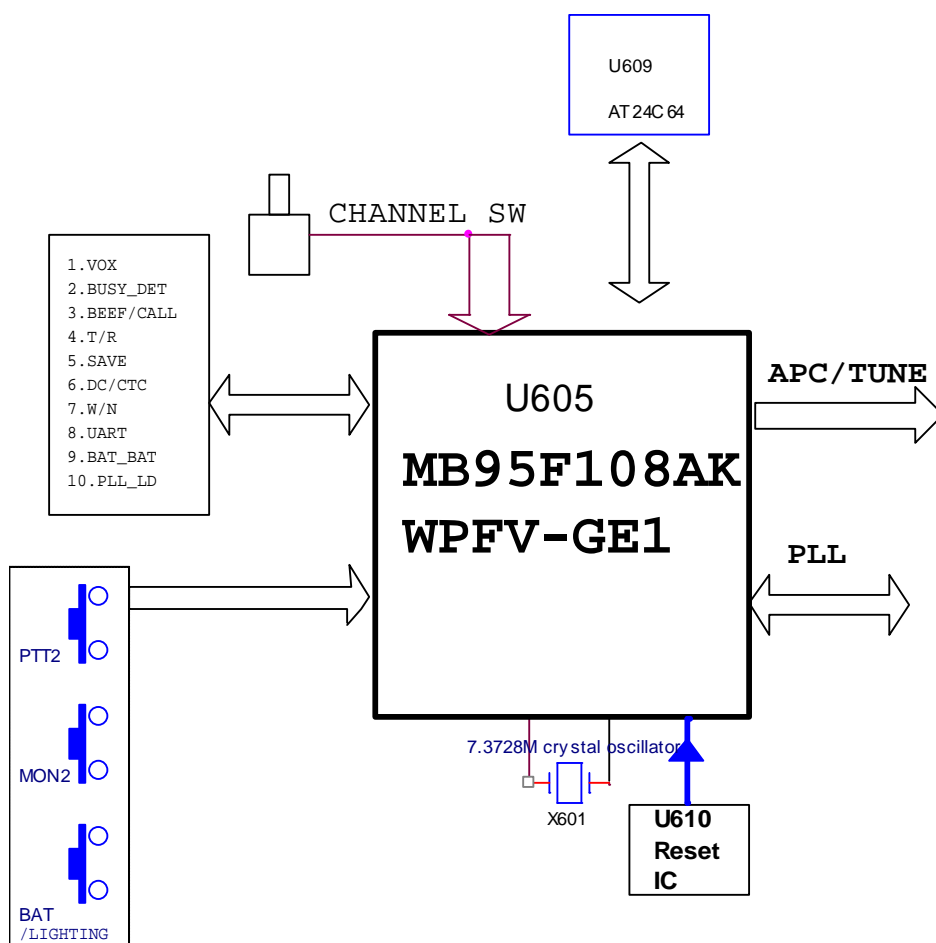 U609
AT24C64
CHANNEL SW
1.VOX
2.BUSY_DET
3.BEEF/CALL
4.T/R
5.SAVE
6.DC/CTC
7.W/N
8.UART
9.BAT_BAT
10.PLL_LD
U605
MB95F108AK
WPFV-GE1
APC/TUNE
PLL
PTT2
MON2
BAT
/LIGHTING
7.3728M crystal oscillator
X601
U610
Reset
IC